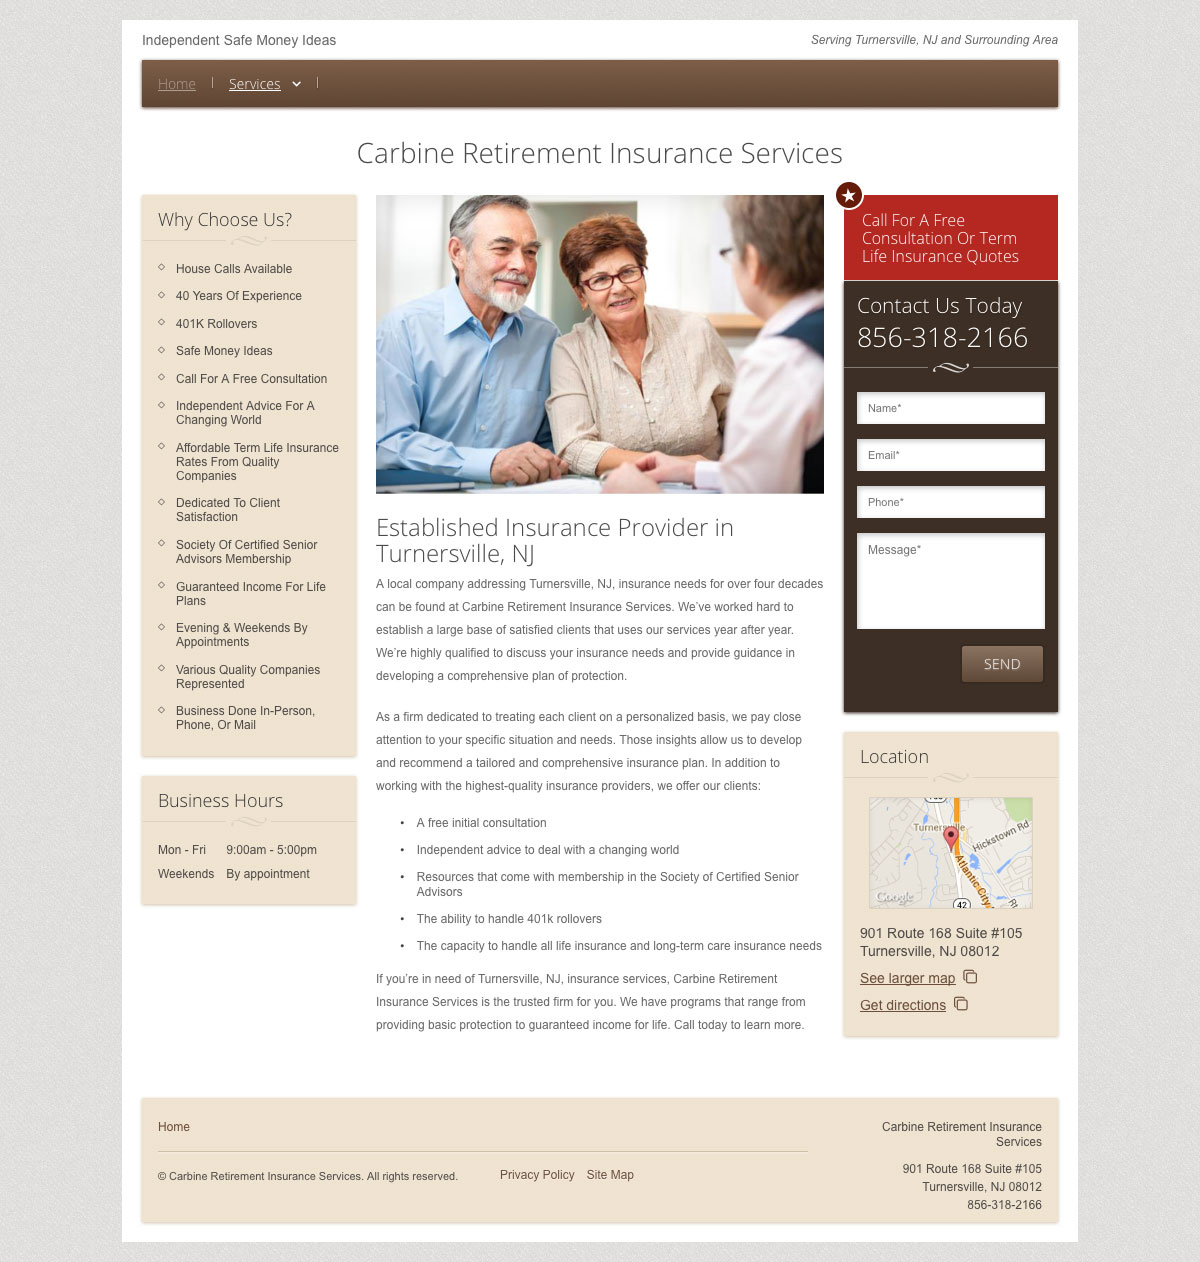 Independent Safe Money Ideas
Serving Turnersville, NJ and Surrounding Area
Home
Services
Carbine Retirement Insurance Services
Why Choose Us?
House Calls Available
40 Years Of Experience
401K Rollovers
Safe Money Ideas
Call For A Free Consultation
Independent Advice For A
Changing World
Affordable Term Life Insurance
Rates From Quality
Companies
Dedicated To Client
Satisfaction
Society Of Certified Senior
Advisors Membership
Guaranteed Income For Life
Plans
Evening & Weekends By
Appointments
Various Quality Companies
Represented
Business Done In-Person,
Phone, Or Mail
Business Hours
Mon - Fri 9:00am - 5:00pm
Weekends By appointment
Established Insurance Provider in
Turnersville, NJ
A local company addressing Turnersville, NJ, insurance needs for over four decades
can be found at Carbine Retirement Insurance Services. We've worked hard to
establish a large base of satisfied clients that uses our services year after year.
We're highly qualified to discuss your insurance needs and provide guidance in
developing a comprehensive plan of protection.
As a firm dedicated to treating each client on a personalized basis, we pay close
attention to your specific situation and needs. Those insights allow us to develop
and recommend a tailored and comprehensive insurance plan. In addition to
working with the highest-quality insurance providers, we offer our clients:
• A free initial consultation
• Independent advice to deal with a changing world
• Resources that come with membership in the Society of Certified Senior
Advisors
• The ability to handle 401k rollovers
• The capacity to handle all life insurance and long-term care insurance needs
If you're in need of Turnersville, NJ, insurance services, Carbine Retirement
Insurance Services is the trusted firm for you. We have programs that range from
providing basic protection to guaranteed income for life. Call today to learn more.
Call For A Free
Consultation Or Term
Life Insurance Quotes
Contact Us Today
856-318-2166
Name*
Email*
Phone*
Message*
SEND
Location
Turnersville
Hickstown Rd
Atlantic City
42
Rt
Google
901 Route 168 Suite #105
Turnersville, NJ 08012
See larger map
Get directions
Home
© Carbine Retirement Insurance Services. All rights reserved.
Privacy Policy
Site Map
Carbine Retirement Insurance
Services
901 Route 168 Suite #105
Turnersville, NJ 08012
856-318-2166